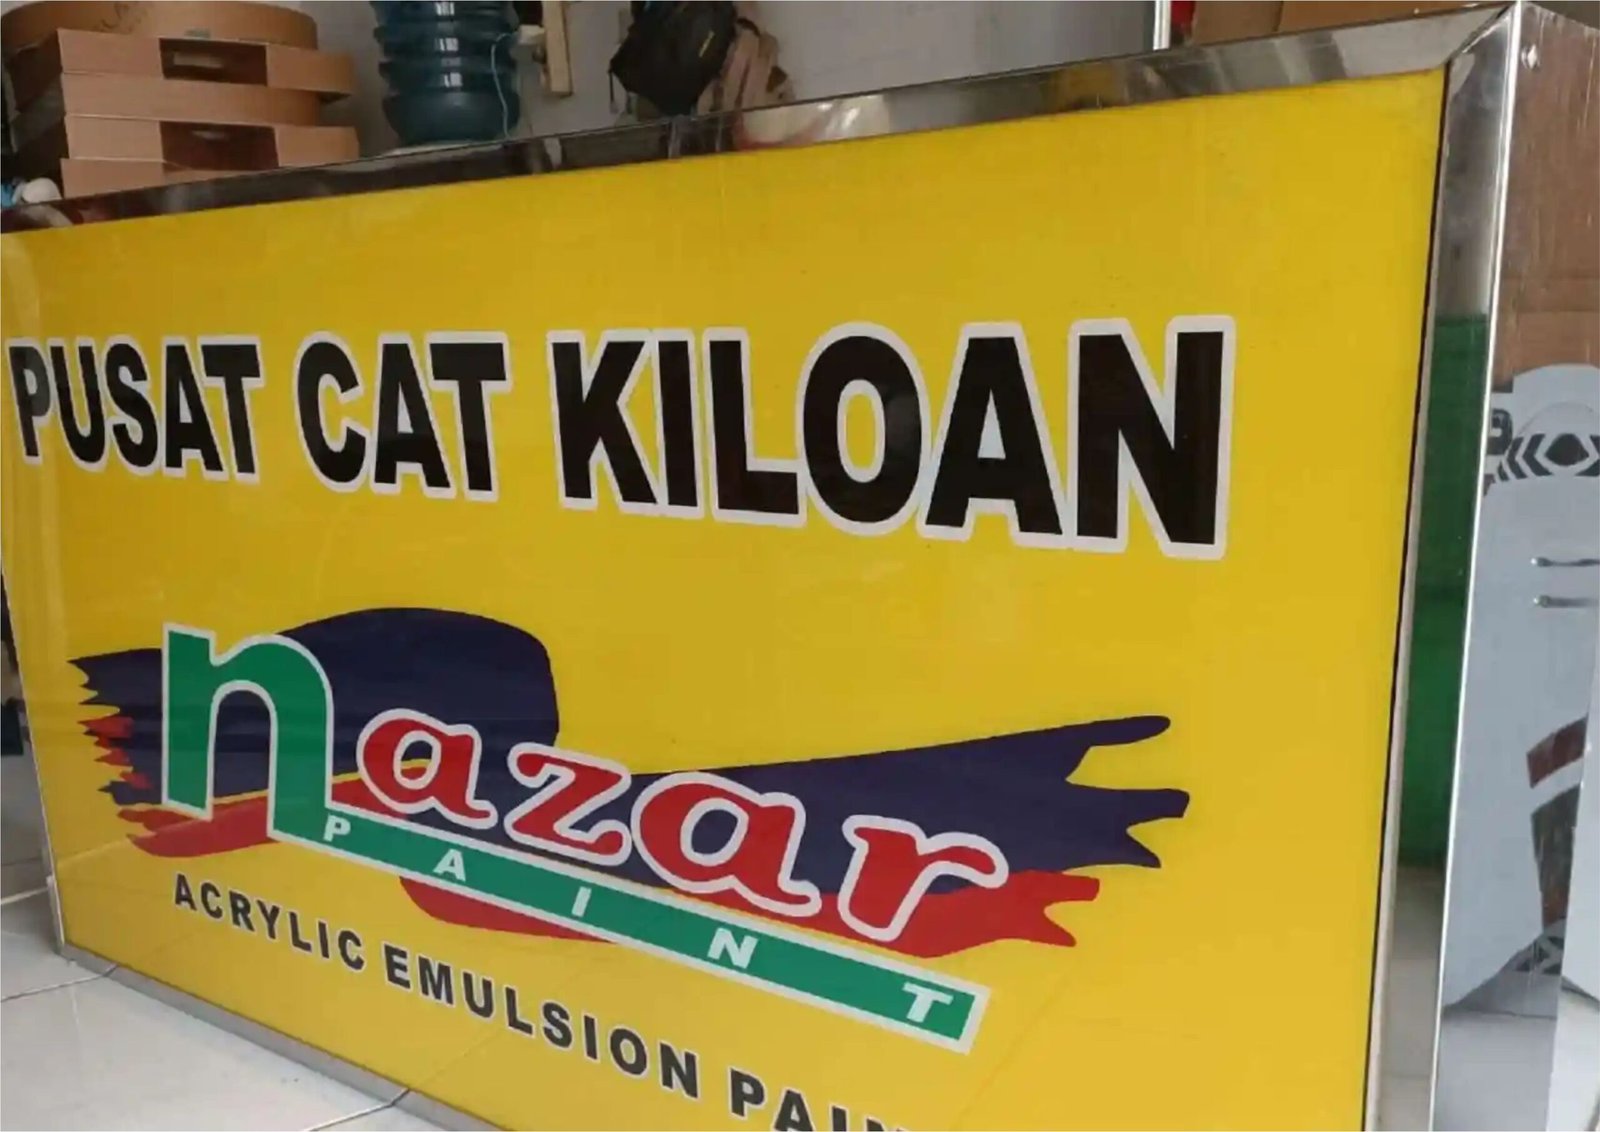 PUSAT CAT KILOAN
nazar
PAINT
ACRYLIC EMULSION